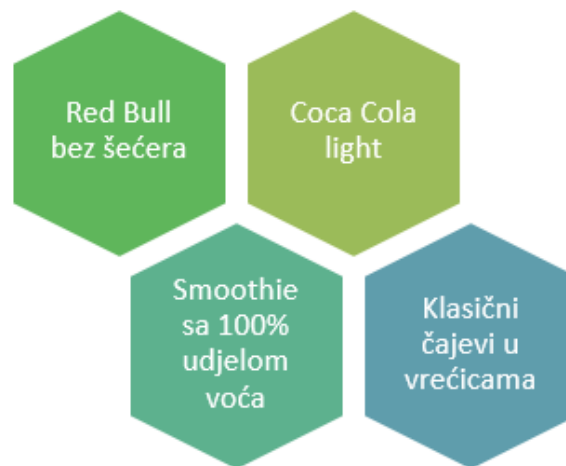 Red Bull
bez šećera
Coca Cola
light
Smoothie
sa 100%
udjelom
voća
Klasični
čajevi u
vrećicama